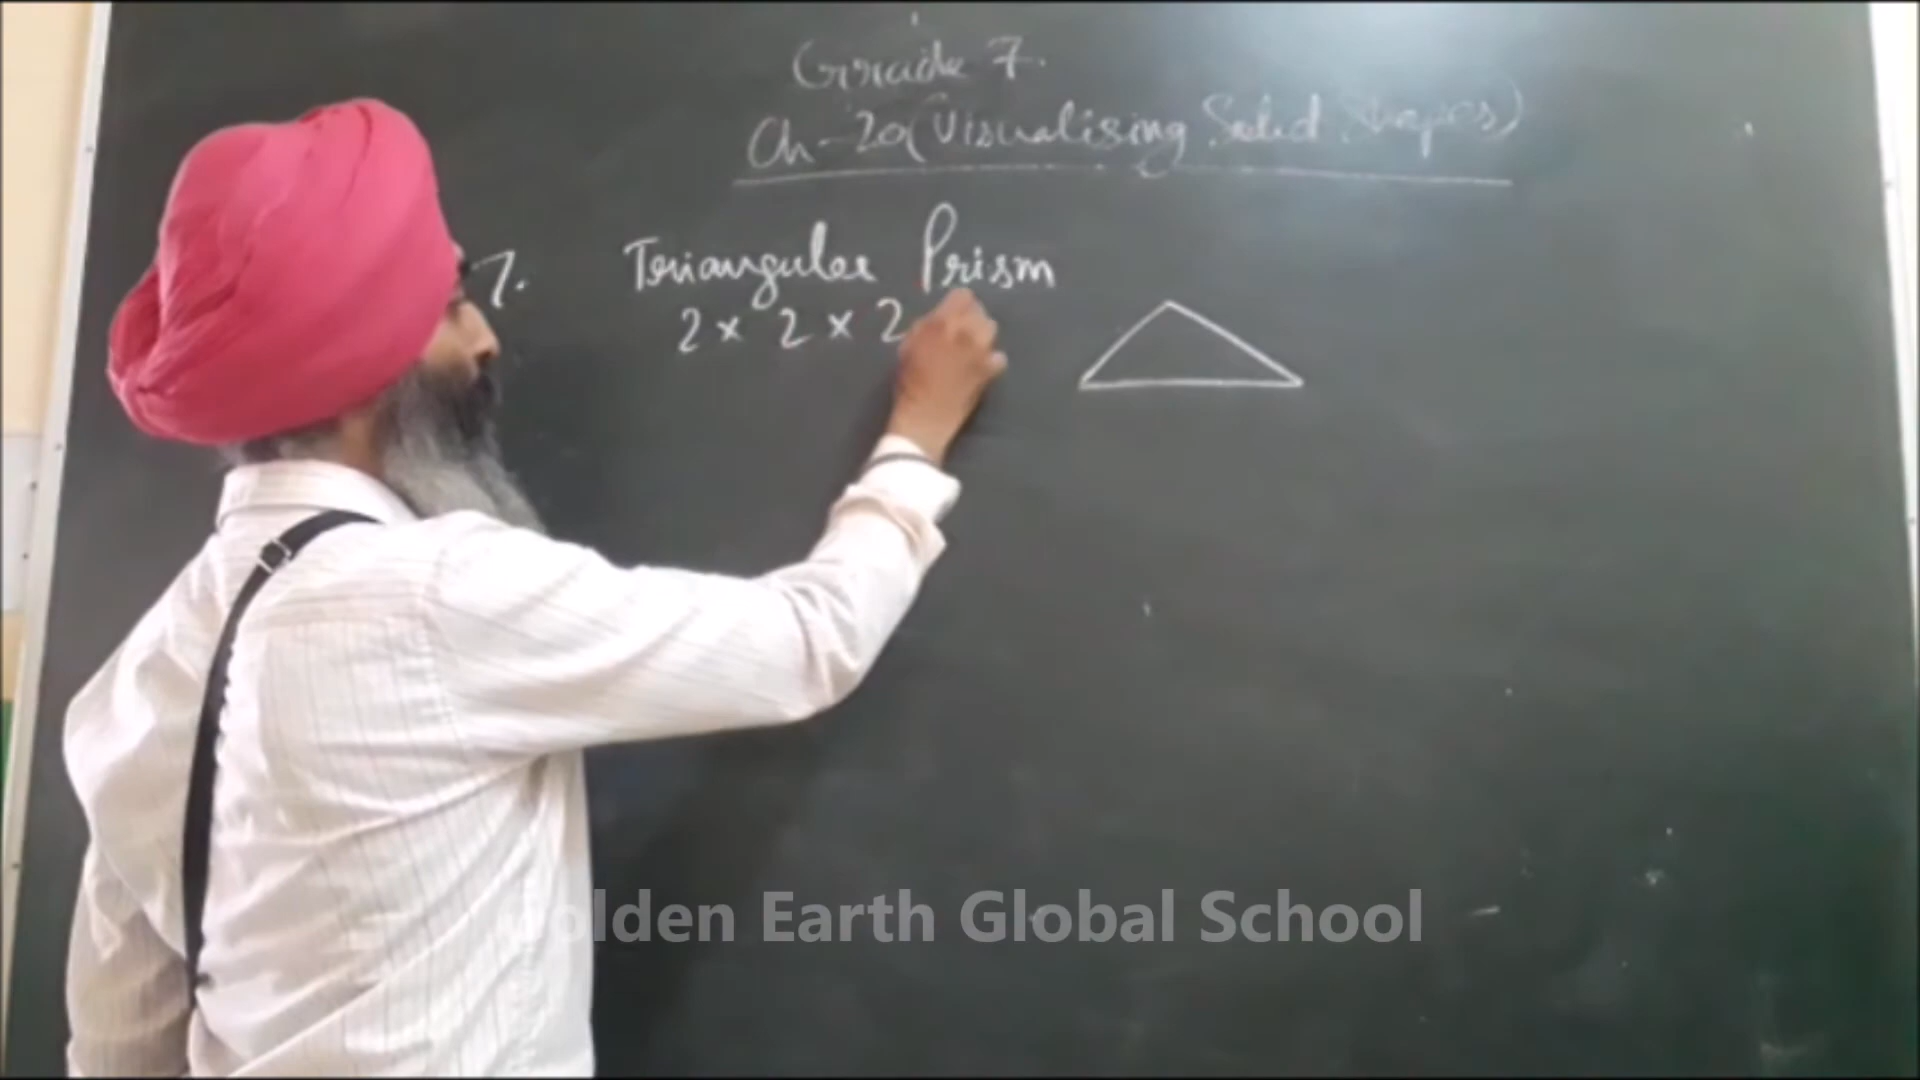 Grade 7.
Ch-20(Visualising Solid Shapes)
7. Triangular Prism
2 × 2 × 2
Golden Earth Global School